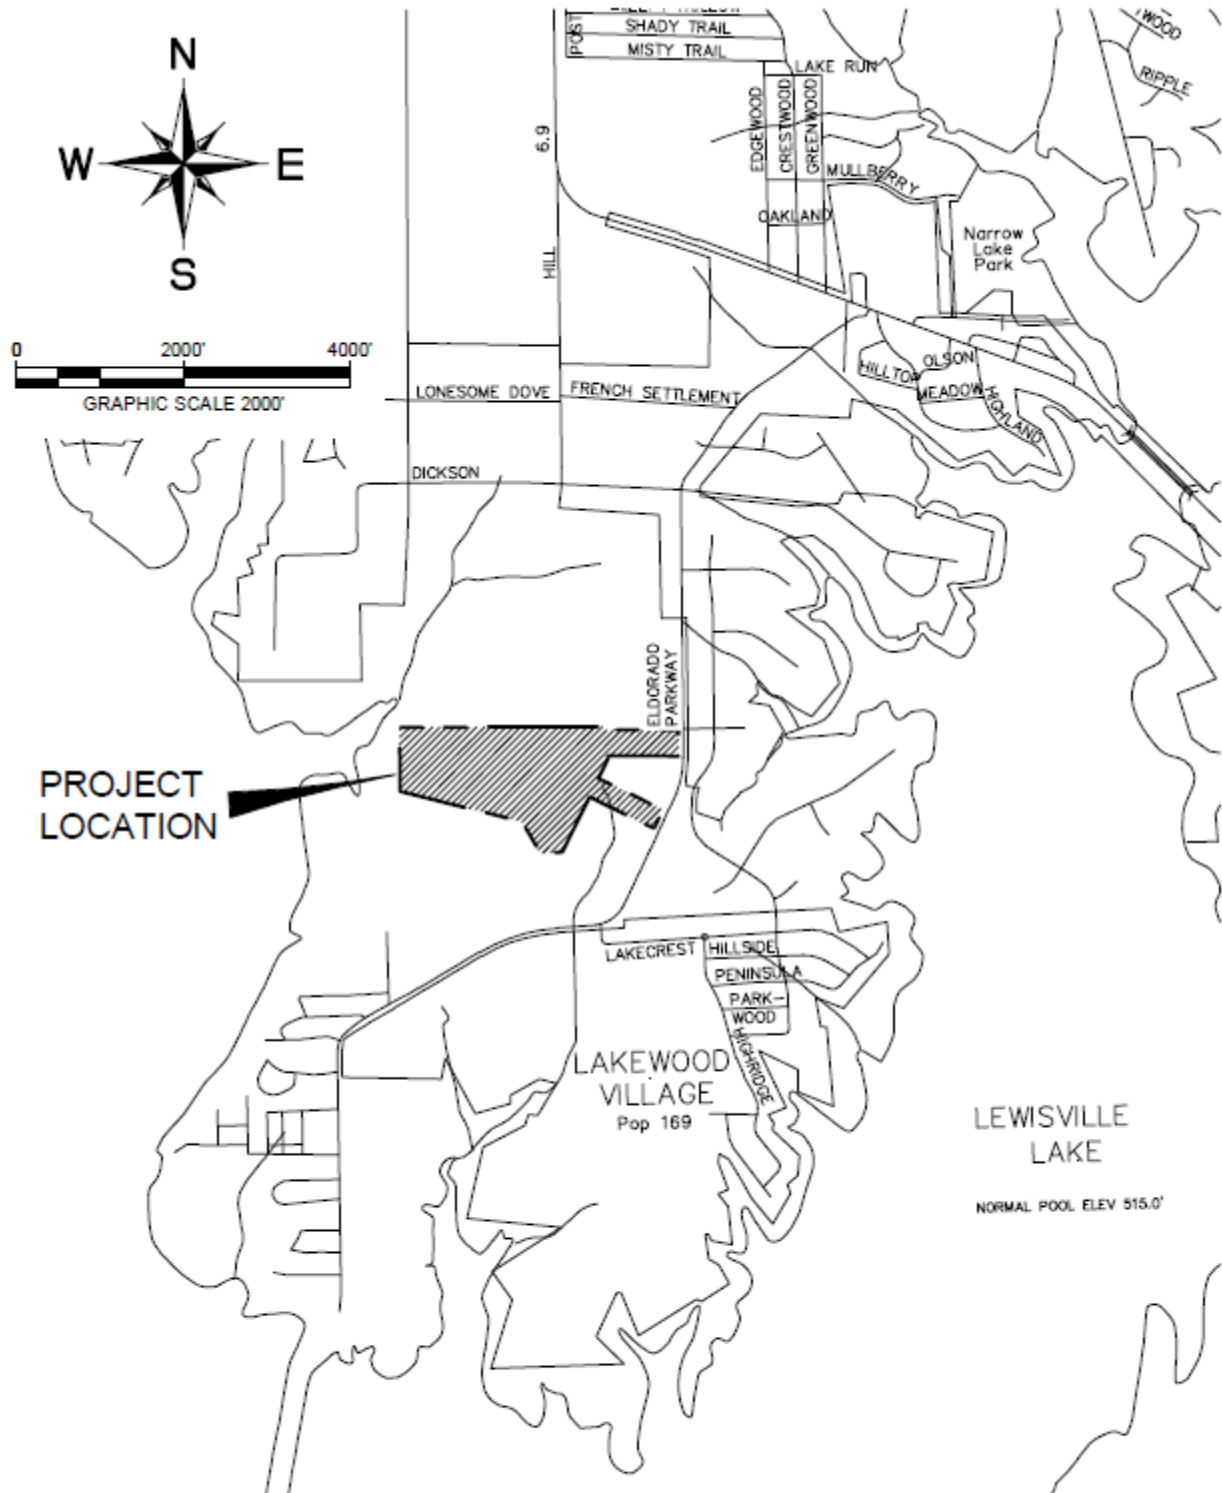 SHADY TRAIL
MISTY TRAIL
POST
LAKE RUN
WOOD
RIPPLE
N
W
E
S
6.9
HILL
EDGEWOOD
CRESTWOOD
GREENWOOD
MULLBERRY
OAKLAND
Narrow
Lake
Park
0
2000'
4000'
GRAPHIC SCALE 2000'
LONESOME DOVE
FRENCH SETTLEMENT
HILLTOP
OLSON
MEADOW
HIGHLAND
DICKSON
ELDORADO
PARKWAY
PROJECT
LOCATION
LAKECREST
HILLSIDE
PENINSULA
PARK-
WOOD
HIGHRIDGE
LAKEWOOD
VILLAGE
Pop 169
LEWISVILLE
LAKE
NORMAL POOL ELEV 515.0'